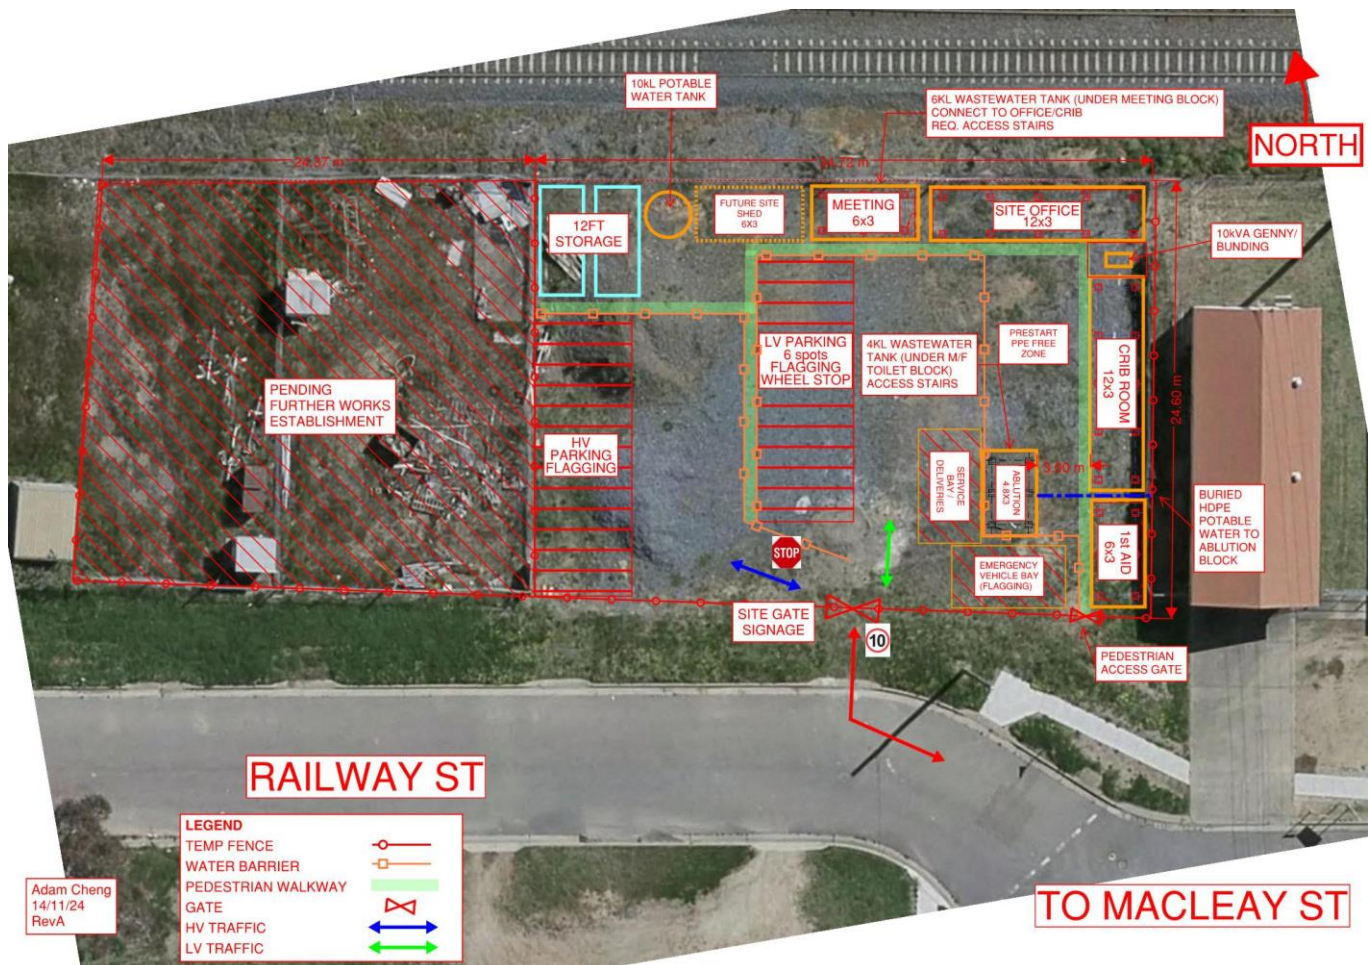 10kL POTABLE
WATER TANK
6KL WASTEWATER TANK (UNDER MEETING BLOCK)
CONNECT TO OFFICE/CRIB
REQ. ACCESS STAIRS
NORTH
24.37 m
12FT
STORAGE
FUTURE SITE
SHED
6X3
MEETING
6x3
SITE OFFICE
12x3
10kVA GENNY/
BUNDING
PENDING
FURTHER WORKS
ESTABLISHMENT
HV
PARKING
FLAGGING
LV PARKING
6 spots
FLAGGING
WHEEL STOP
4KL WASTEWATER
TANK (UNDER M/F
TOILET BLOCK)
ACCESS STAIRS
PRESTART
PPE FREE
ZONE
CRIB ROOM
12x3
24.60 m
SERVICE
BAY /
DELIVERIES
ABLUTION
4.8X3
1st AID
6x3
BURIED
HDPE
POTABLE
WATER TO
ABLUTION
BLOCK
STOP
EMERGENCY
VEHICLE BAY
(FLAGGING)
SITE GATE
SIGNAGE
10
PEDESTRIAN
ACCESS GATE
RAILWAY ST
LEGEND
TEMP FENCE
WATER BARRIER
PEDESTRIAN WALKWAY
GATE
HV TRAFFIC
LV TRAFFIC
Adam Cheng
14/11/24
RevA
TO MACLEAY ST